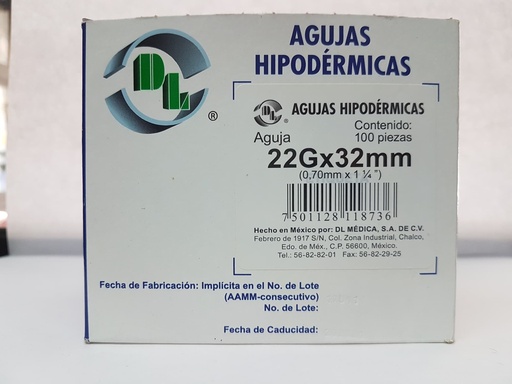 AGUJAS
HIPODÉRMICAS
DL
®
DL
®
AGUJAS HIPODÉRMICAS
Contenido:
Aguja
100 piezas
22Gx32mm
(0,70mm x 1 ¼")
7501128118736
Hecho en México por: DL MÉDICA, S.A. DE C.V.
Febrero de 1917 S/N, Col. Zona Industrial, Chalco,
Edo. de Méx., C.P, 56600, México.
Tel.: 56-82-82-01 Fax: 56-82-29-25
Fecha de Fabricación: Implícita en el No. de Lote
(AAMM-consecutivo)
No. de Lote:
Fecha de Caducidad: